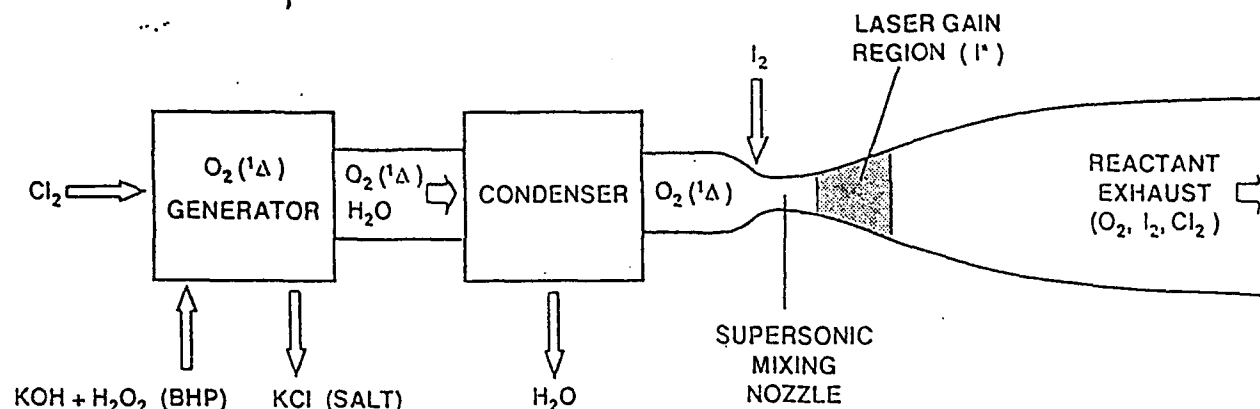 LASER GAIN
REGION (I*)
I₂
Cl₂
O₂(¹Δ)
GENERATOR
O₂(¹Δ)
H₂O
CONDENSER
O₂(¹Δ)
REACTANT
EXHAUST
(O₂, I₂, Cl₂)
SUPERSONIC
MIXING
NOZZLE
KOH + H₂O₂ (BHP)
KCl (SALT)
H₂O